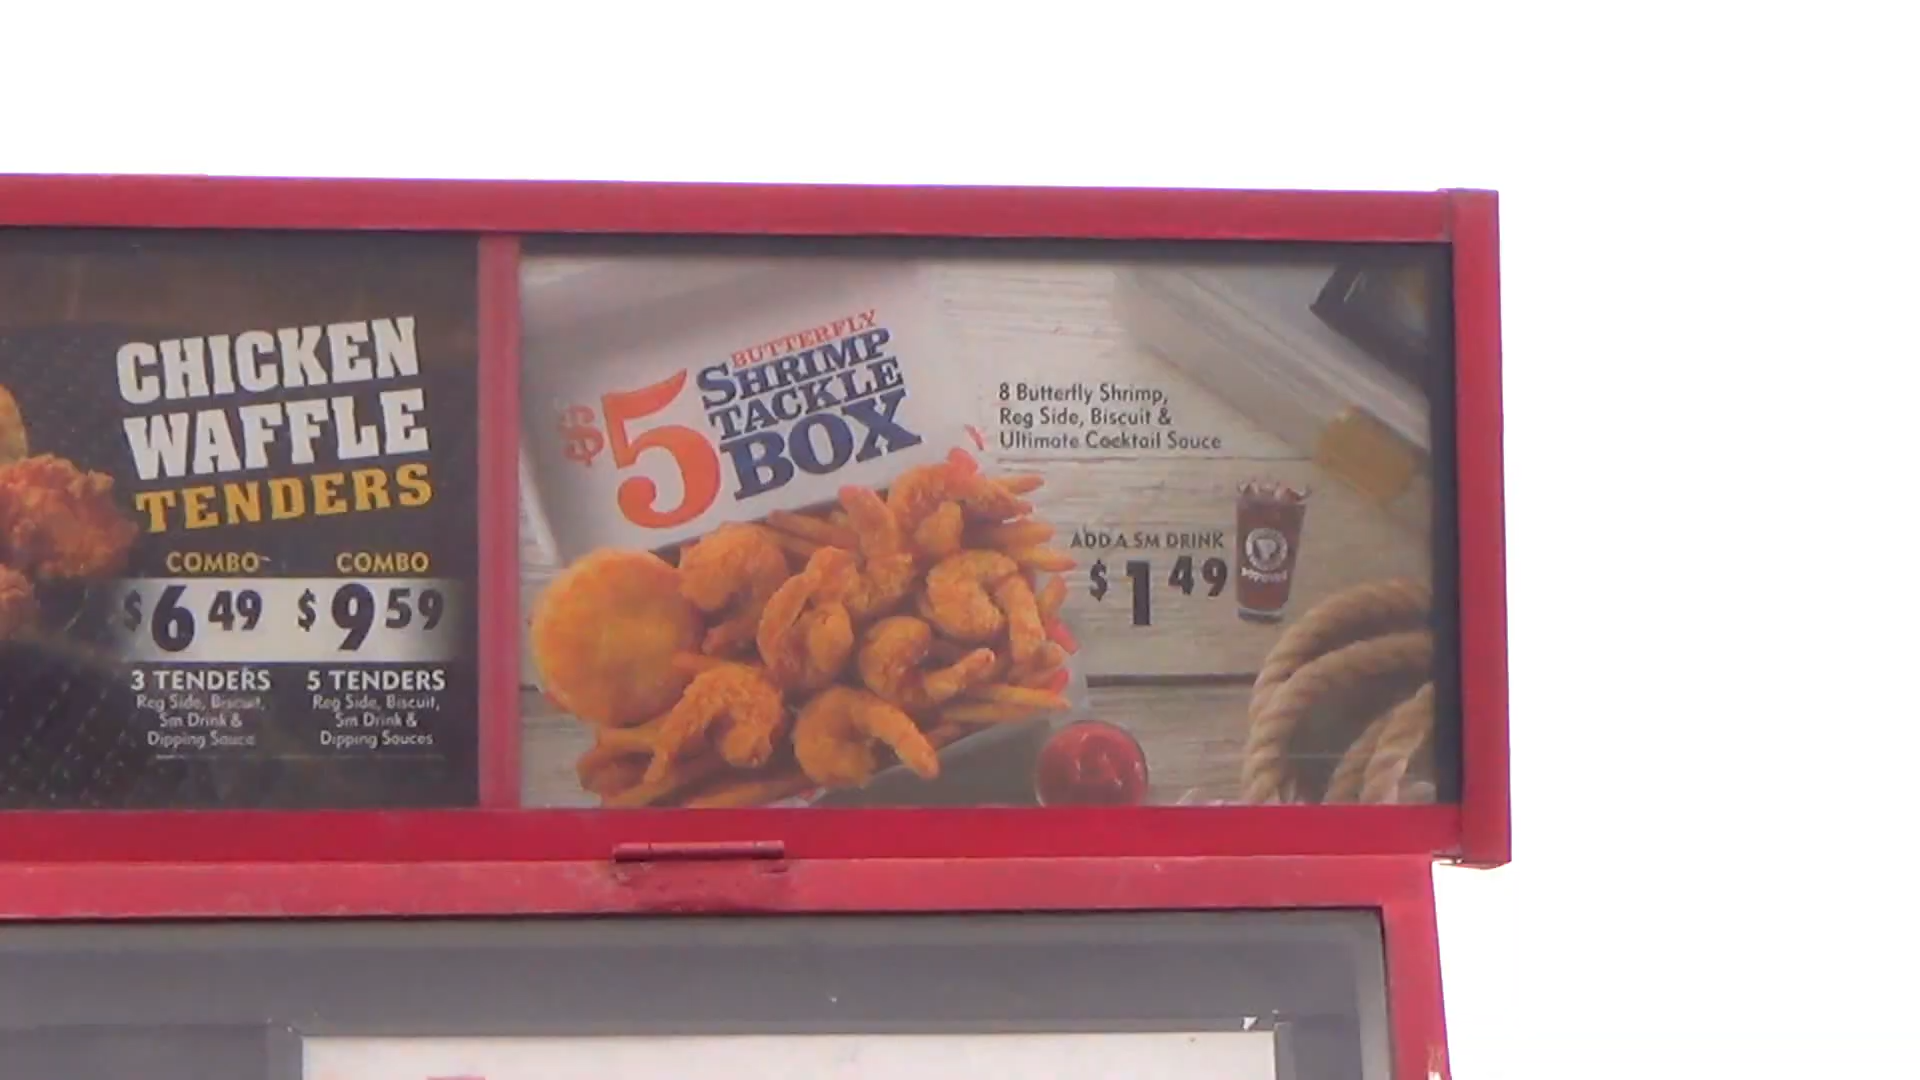 CHICKEN
WAFFLE
TENDERS
COMBO COMBO
$6 49 $9 59
3 TENDERS 5 TENDERS
Reg Side, Biscuit, Reg Side, Biscuit,
Sm Drink & Sm Drink &
Dipping Sauce Dipping Sauces
$5
BUTTERFLY
SHRIMP
TACKLE
BOX
8 Butterfly Shrimp,
Reg Side, Biscuit &
Ultimate Cocktail Sauce
ADD A SM DRINK
$1 49
POPEYES